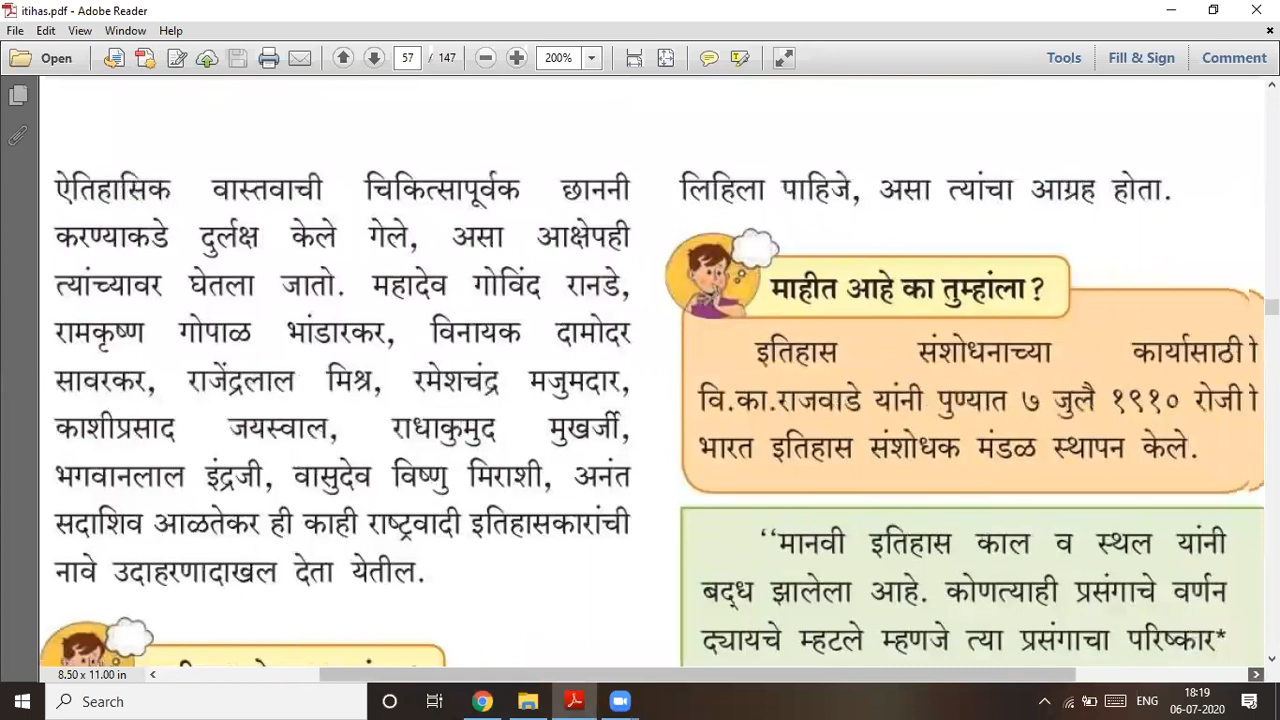 itihas.pdf - Adobe Reader
File Edit View Window Help
Open 57 / 147 200% Tools Fill & Sign Comment
ऐतिहासिक वास्तवाची चिकित्सापूर्वक छाननी
करण्याकडे दुर्लक्ष केले गेले, असा आक्षेपही
त्यांच्यावर घेतला जातो. महादेव गोविंद रानडे,
रामकृष्ण गोपाळ भांडारकर, विनायक दामोदर
सावरकर, राजेंद्रलाल मिश्र, रमेशचंद्र मजुमदार,
काशीप्रसाद जयस्वाल, राधाकुमुद मुखर्जी,
भगवानलाल इंद्रजी, वासुदेव विष्णु मिराशी, अनंत
सदाशिव आळतेकर ही काही राष्ट्रवादी इतिहासकारांची
नावे उदाहरणादाखल देता येतील.
लिहिला पाहिजे, असा त्यांचा आग्रह होता.
माहीत आहे का तुम्हांला ?
इतिहास संशोधनाच्या कार्यासाठी
वि.का.राजवाडे यांनी पुण्यात ७ जुलै १९१० रोजी
भारत इतिहास संशोधक मंडळ स्थापन केले.
‘‘मानवी इतिहास काल व स्थल यांनी
बद्ध झालेला आहे. कोणत्याही प्रसंगाचे वर्णन
द्यायचे म्हटले म्हणजे त्या प्रसंगाचा परिष्कार*
8.50 x 11.00 in
Search
ENG
18:19
06-07-2020